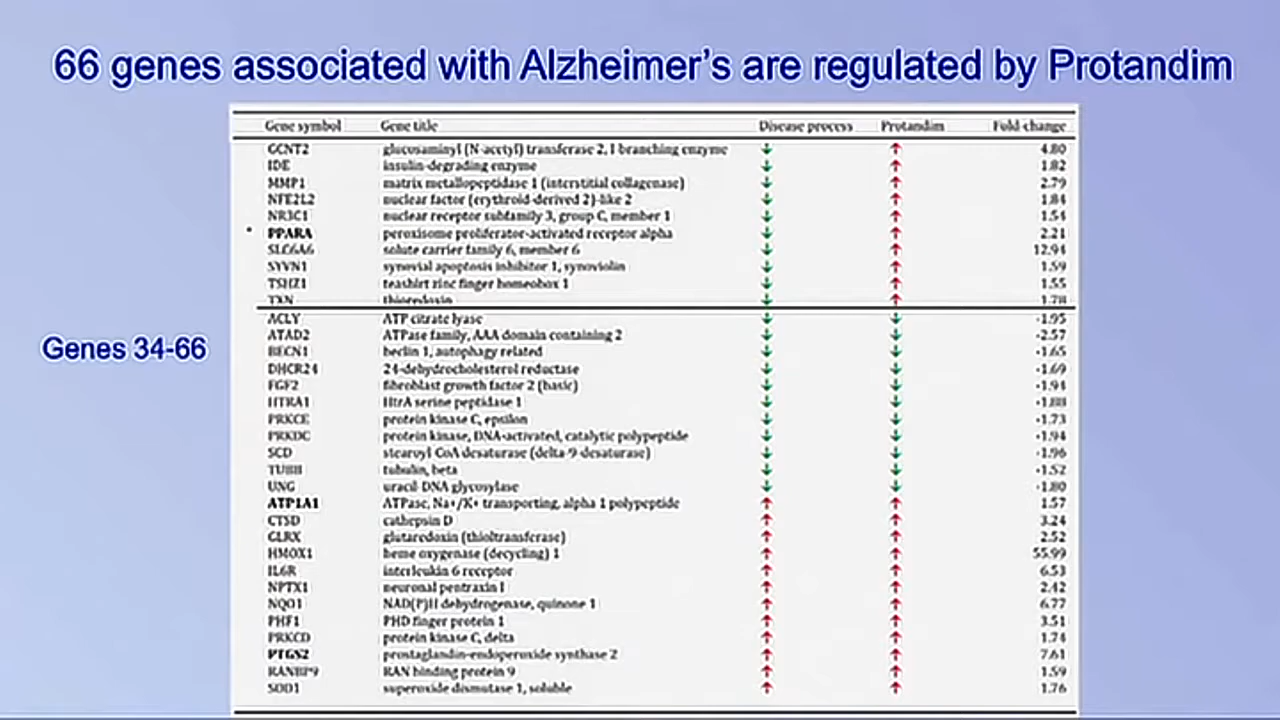 66 genes associated with Alzheimer's are regulated by Protandim
Gene symbol Gene title Disease process Protandim Fold-change
GCNT2 glucosaminyl (N-acetyl) transferase 2, I-branching enzyme ↓ ↑ 4.80
IDE insulin-degrading enzyme ↓ ↑ 1.82
MMP1 matrix metallopeptidase 1 (interstitial collagenase) ↓ ↑ 2.79
NFE2L2 nuclear factor (erythroid-derived 2)-like 2 ↓ ↑ 1.84
NR3C1 nuclear receptor subfamily 3, group C, member 1 ↓ ↑ 1.54
PPARA peroxisome proliferator-activated receptor alpha ↓ ↑ 2.21
SLC6A6 solute carrier family 6, member 6 ↓ ↑ 12.94
SYVN1 synovial apoptosis inhibitor 1, synoviolin ↓ ↑ 1.59
TSHZ1 teashirt zinc finger homeobox 1 ↓ ↑ 1.55
TXN thioredoxin ↓ ↑ 1.78
ACLY ATP citrate lyase ↓ ↓ -1.95
ATAD2 ATPase family, AAA domain containing 2 ↓ ↓ -2.57
Genes 34-66
BECN1 beclin 1, autophagy related ↓ ↓ -1.65
DHCR24 24-dehydrocholesterol reductase ↓ ↓ -1.69
FGF2 fibroblast growth factor 2 (basic) ↓ ↓ -1.94
HTRA1 HtrA serine peptidase 1 ↓ ↓ -1.88
PRKCE protein kinase C, epsilon ↓ ↓ -1.73
PRKDC protein kinase, DNA-activated, catalytic polypeptide ↓ ↓ -1.94
SCD stearoyl-CoA desaturase (delta-9-desaturase) ↓ ↓ -1.96
TUBB tubulin, beta ↓ ↓ -1.52
UNG uracil-DNA glycosylase ↓ ↓ -1.80
ATP1A1 ATPase, Na+/K+ transporting, alpha 1 polypeptide ↑ ↑ 1.57
CTSD cathepsin D ↑ ↑ 3.24
GLRX glutaredoxin (thioltransferase) ↑ ↑ 2.52
HMOX1 heme oxygenase (decycling) 1 ↑ ↑ 55.99
IL6R interleukin 6 receptor ↑ ↑ 6.53
NPTX1 neuronal pentraxin I ↑ ↑ 2.42
NQO1 NAD(P)H dehydrogenase, quinone 1 ↑ ↑ 6.77
PHF1 PHD finger protein 1 ↑ ↑ 3.51
PRKCD protein kinase C, delta ↑ ↑ 1.74
PTGS2 prostaglandin-endoperoxide synthase 2 ↑ ↑ 7.61
RANBP9 RAN binding protein 9 ↑ ↑ 1.59
SOD1 superoxide dismutase 1, soluble ↑ ↑ 1.76